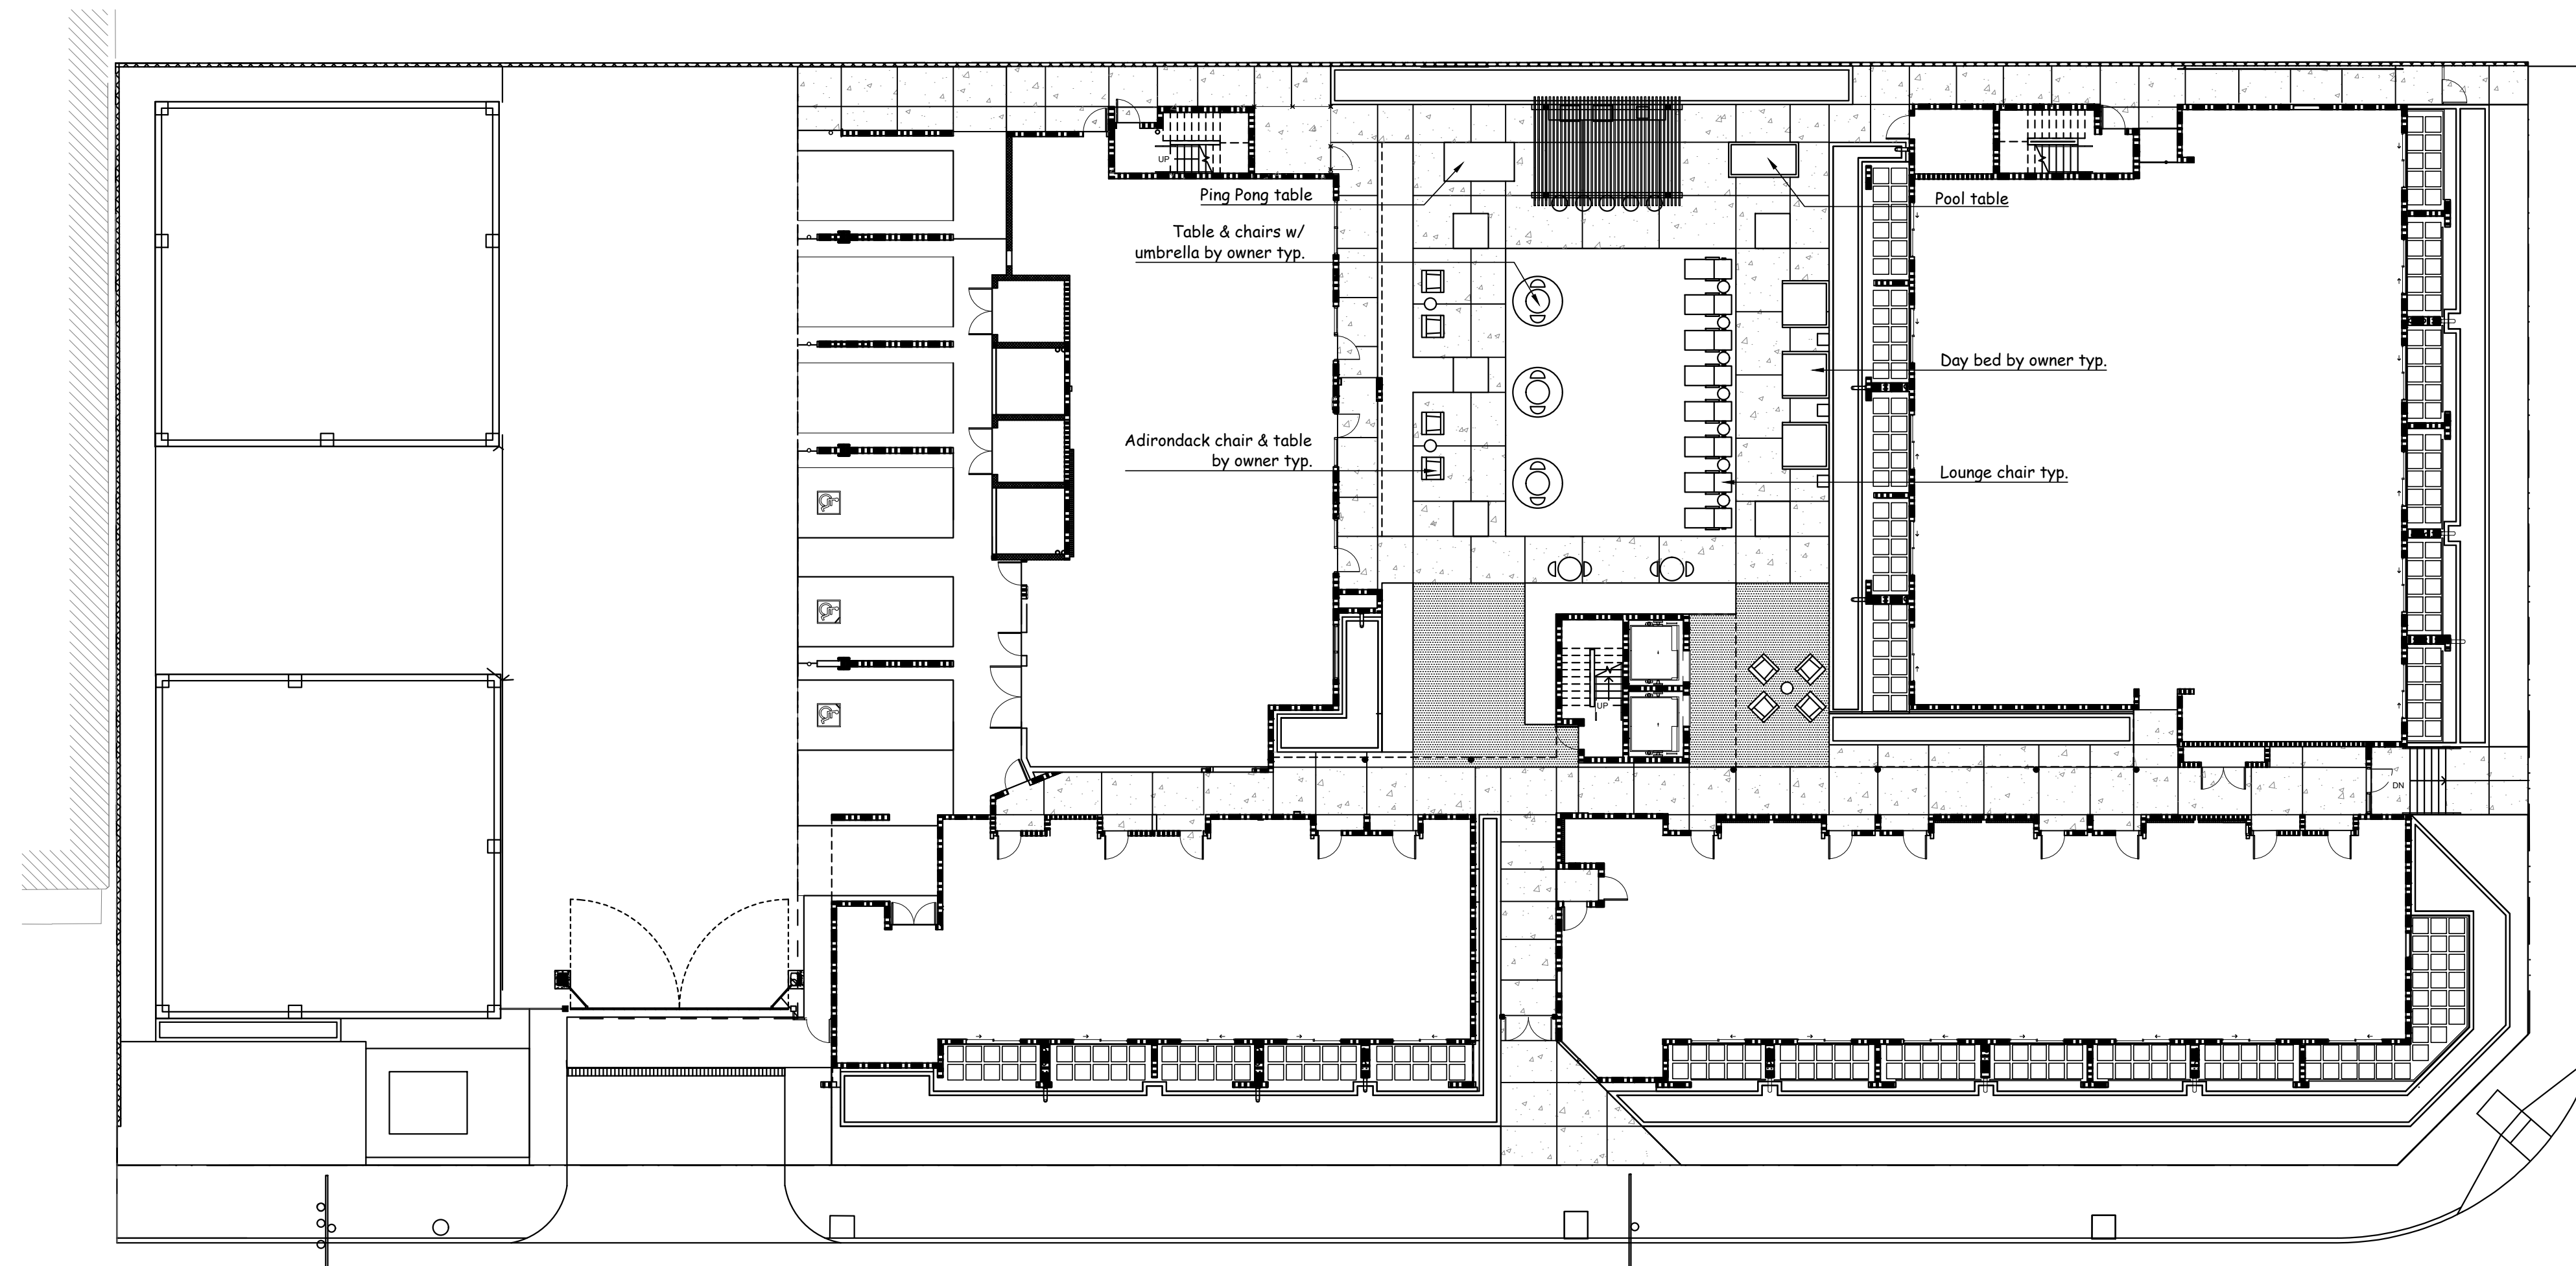 UP
Ping Pong table
Pool table
Table & chairs w/
umbrella by owner typ.
Day bed by owner typ.
Adirondack chair & table
by owner typ.
Lounge chair typ.
UP
DN